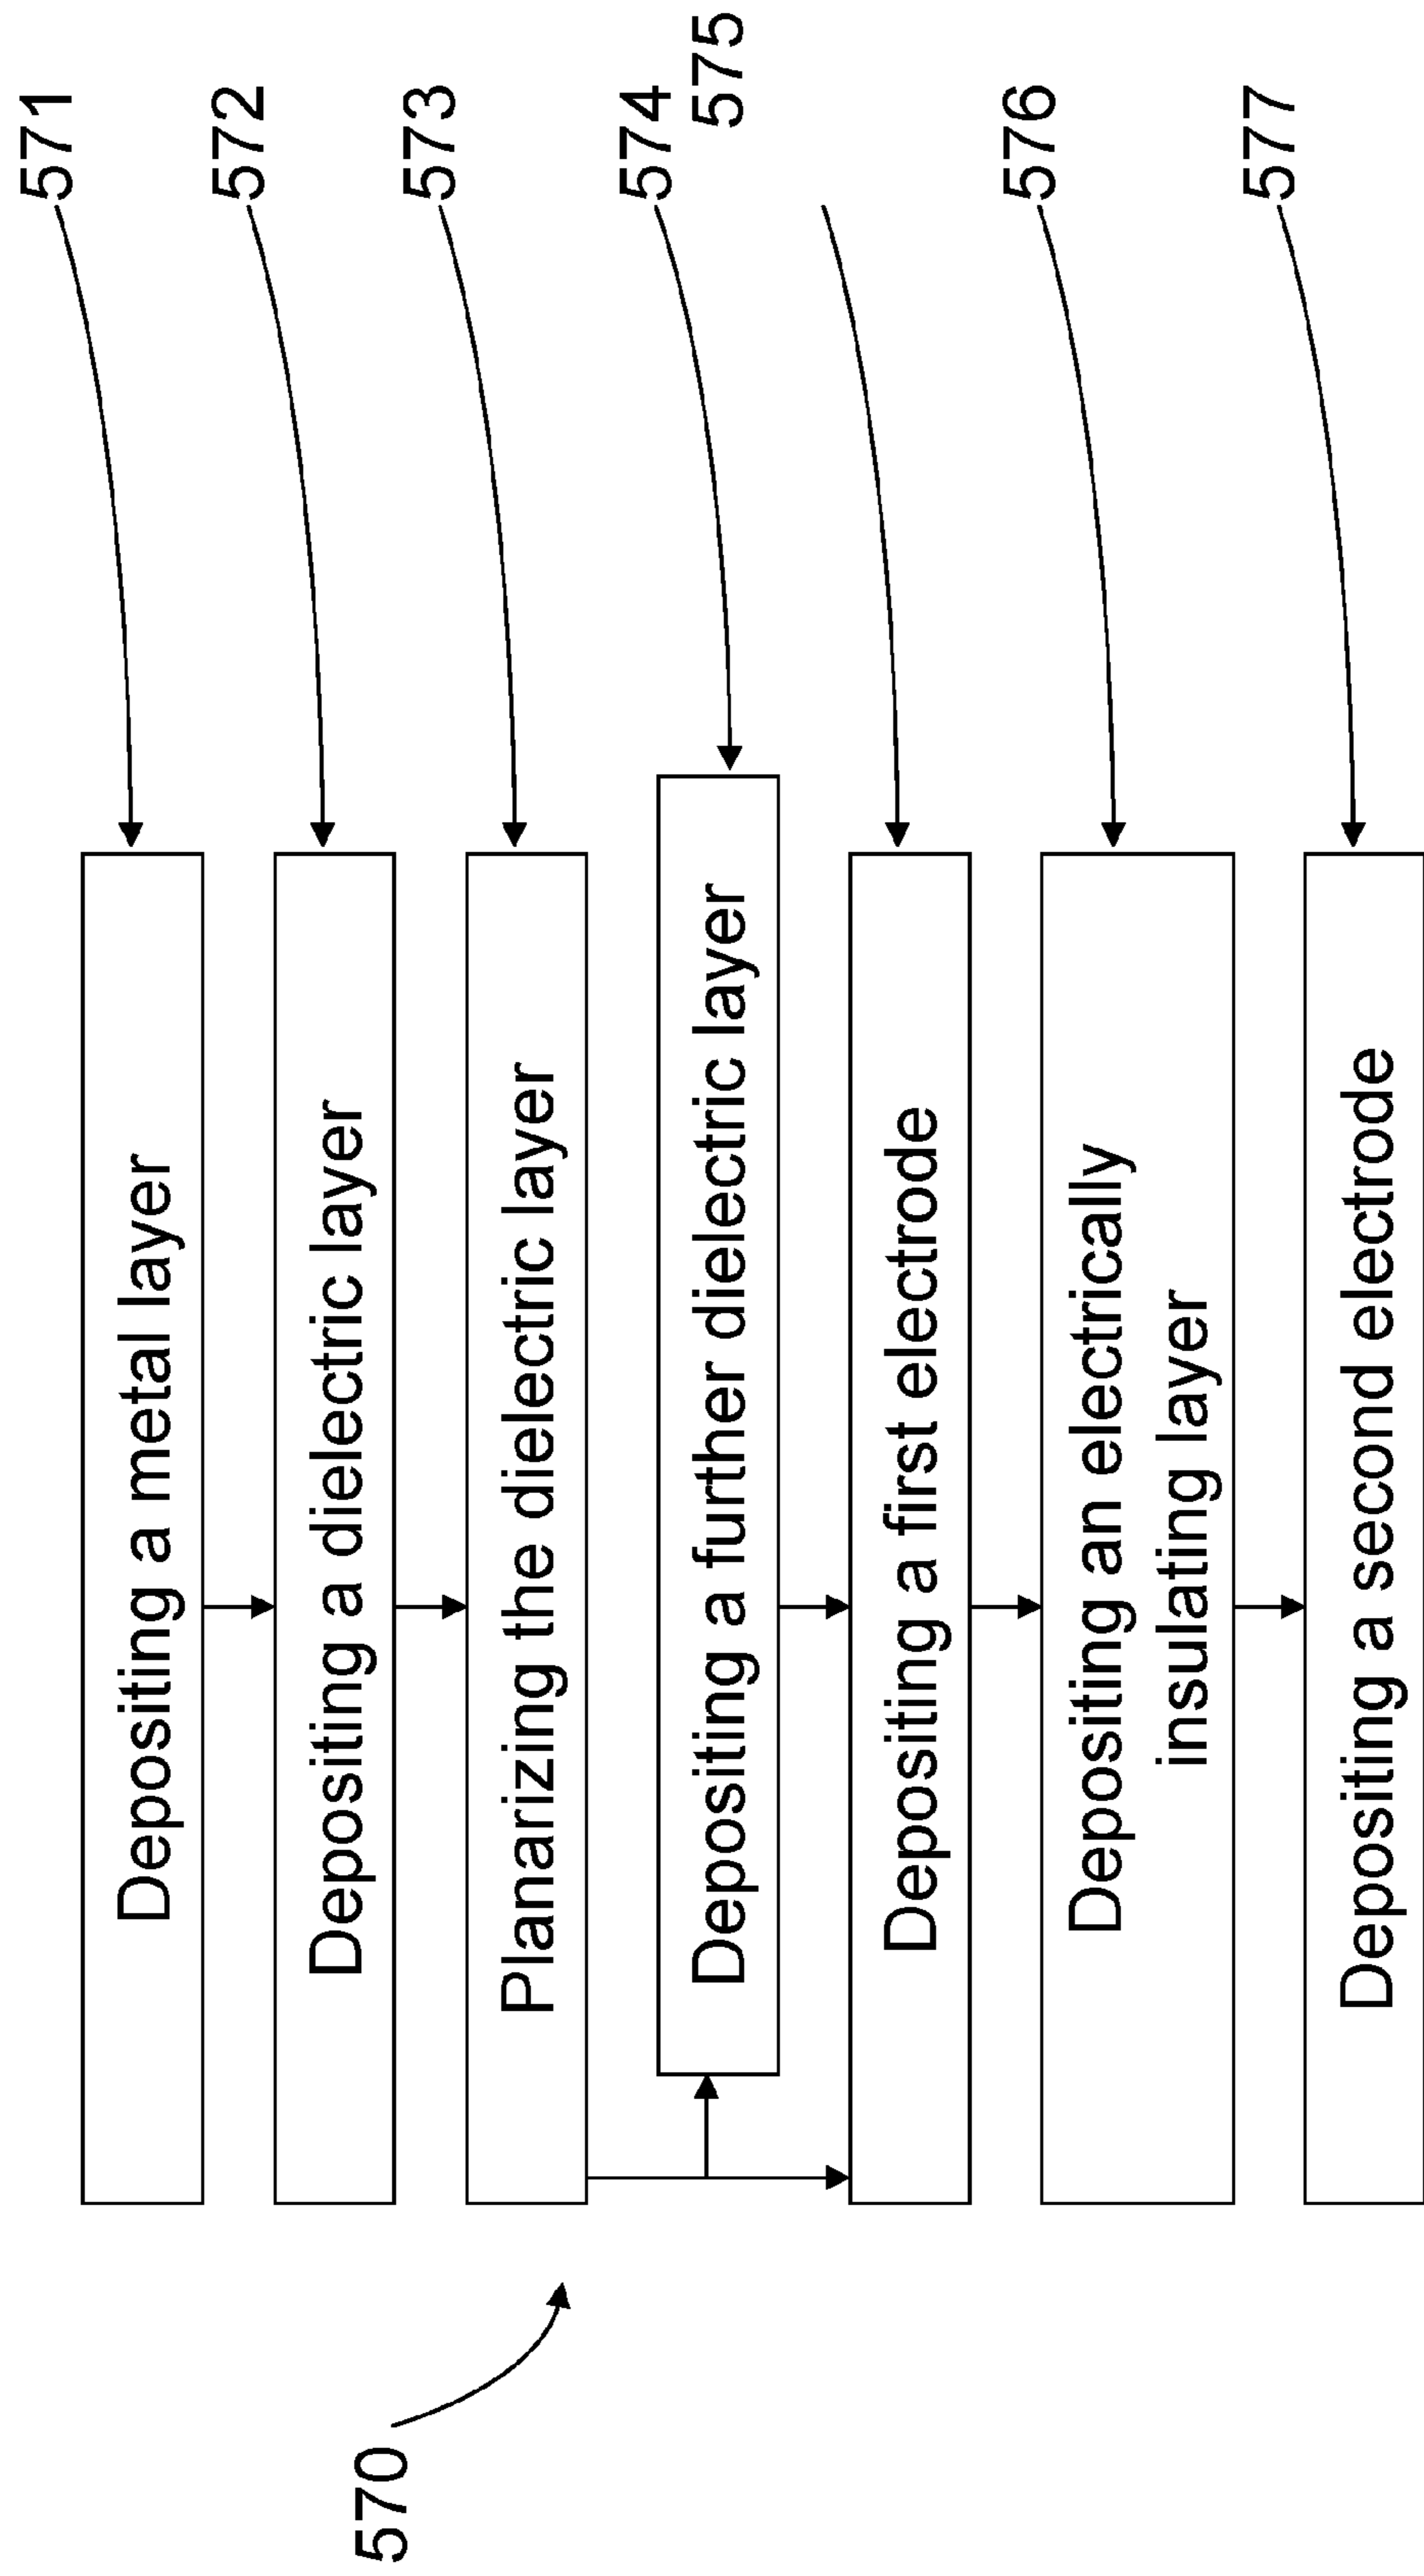 570
Depositing a metal layer
571
Depositing a dielectric layer
572
Planarizing the dielectric layer
573
Depositing a further dielectric layer
574
575
Depositing a first electrode
Depositing an electrically
insulating layer
576
Depositing a second electrode
577